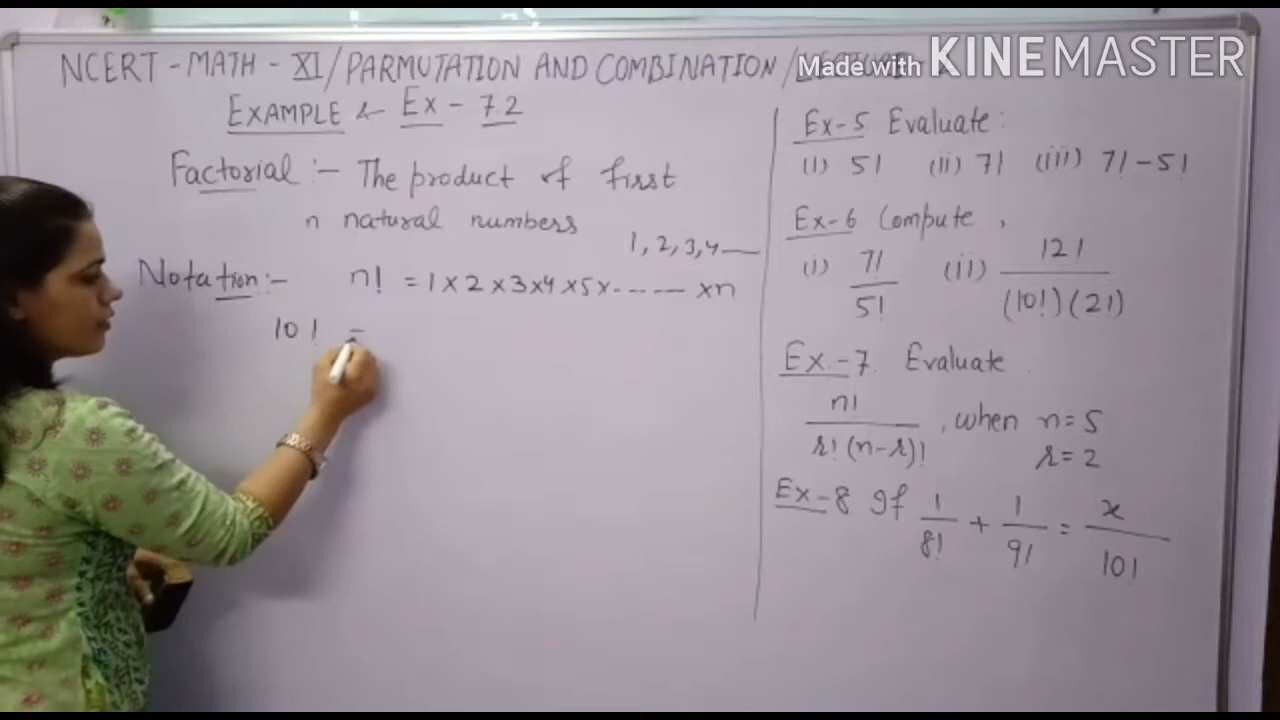 NCERT - MATH - XI / PARMUTATION AND COMBINATION /
Made with KINEMASTER
EXAMPLE & Ex - 7.2
Factorial :- The product of first
n natural numbers
1, 2, 3, 4 ——
Notation :- n! = 1 × 2 × 3 × 4 × 5 × - - - - — × n
10! =
Ex-5 Evaluate :
(i) 5! (ii) 7! (iii) 7! - 5!
Ex-6 Compute ,
(i) 7!/5! (ii) 12!/(10!)(2!)
Ex.-7 Evaluate
n!/r!(n-r)! , when n=5
r=2
Ex-8 If 1/8! + 1/9! = x/10!